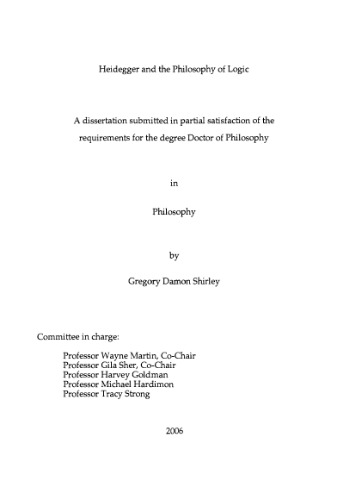 Heidegger and the Philosophy of Logic
A dissertation submitted in partial satisfaction of the
requirements for the degree Doctor of Philosophy
in
Philosophy
by
Gregory Damon Shirley
Committee in charge:
Professor Wayne Martin, Co-Chair
Professor Gila Sher, Co-Chair
Professor Harvey Goldman
Professor Michael Hardimon
Professor Tracy Strong
2006